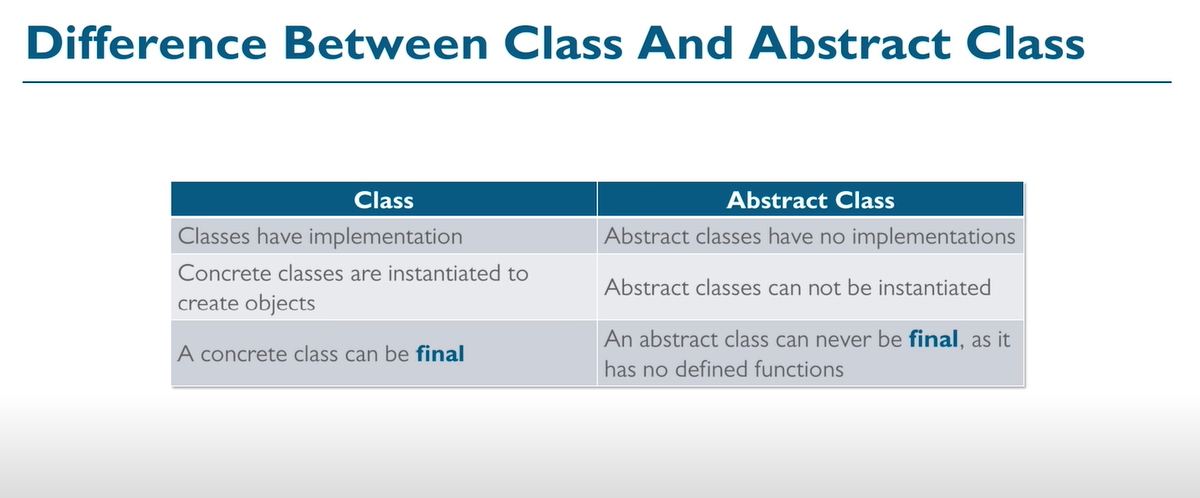 Difference Between Class And Abstract Class
Class
Abstract Class
Classes have implementation
Abstract classes have no implementations
Concrete classes are instantiated to
create objects
Abstract classes can not be instantiated
A concrete class can be final
An abstract class can never be final, as it
has no defined functions